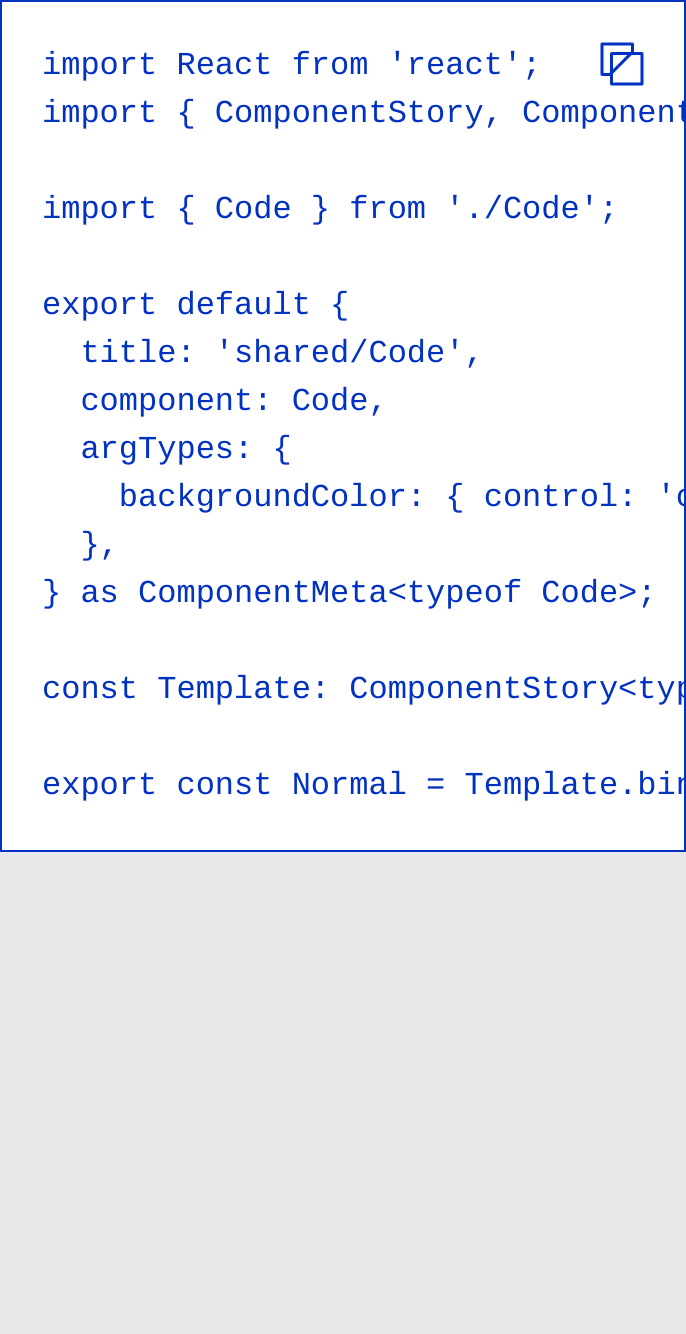 import React from 'react';
import { ComponentStory, Component
import { Code } from './Code';
export default {
  title: 'shared/Code',
  component: Code,
  argTypes: {
    backgroundColor: { control: 'c
  },
} as ComponentMeta<typeof Code>;
const Template: ComponentStory<typ
export const Normal = Template.bin